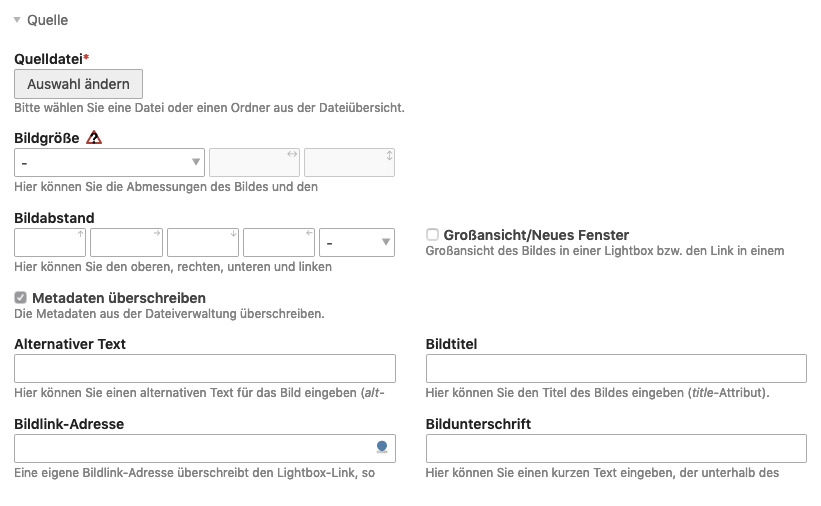 Quelle
Quelldatei*
Auswahl ändern
Bitte wählen Sie eine Datei oder einen Ordner aus der Dateiübersicht.
Bildgröße
-
Hier können Sie die Abmessungen des Bildes und den
Bildabstand
-
Hier können Sie den oberen, rechten, unteren und linken
Großansicht/Neues Fenster
Großansicht des Bildes in einer Lightbox bzw. den Link in einem
Metadaten überschreiben
Die Metadaten aus der Dateiverwaltung überschreiben.
Alternativer Text
Hier können Sie einen alternativen Text für das Bild eingeben (alt-
Bildtitel
Hier können Sie den Titel des Bildes eingeben (title-Attribut).
Bildlink-Adresse
Eine eigene Bildlink-Adresse überschreibt den Lightbox-Link, so
Bildunterschrift
Hier können Sie einen kurzen Text eingeben, der unterhalb des